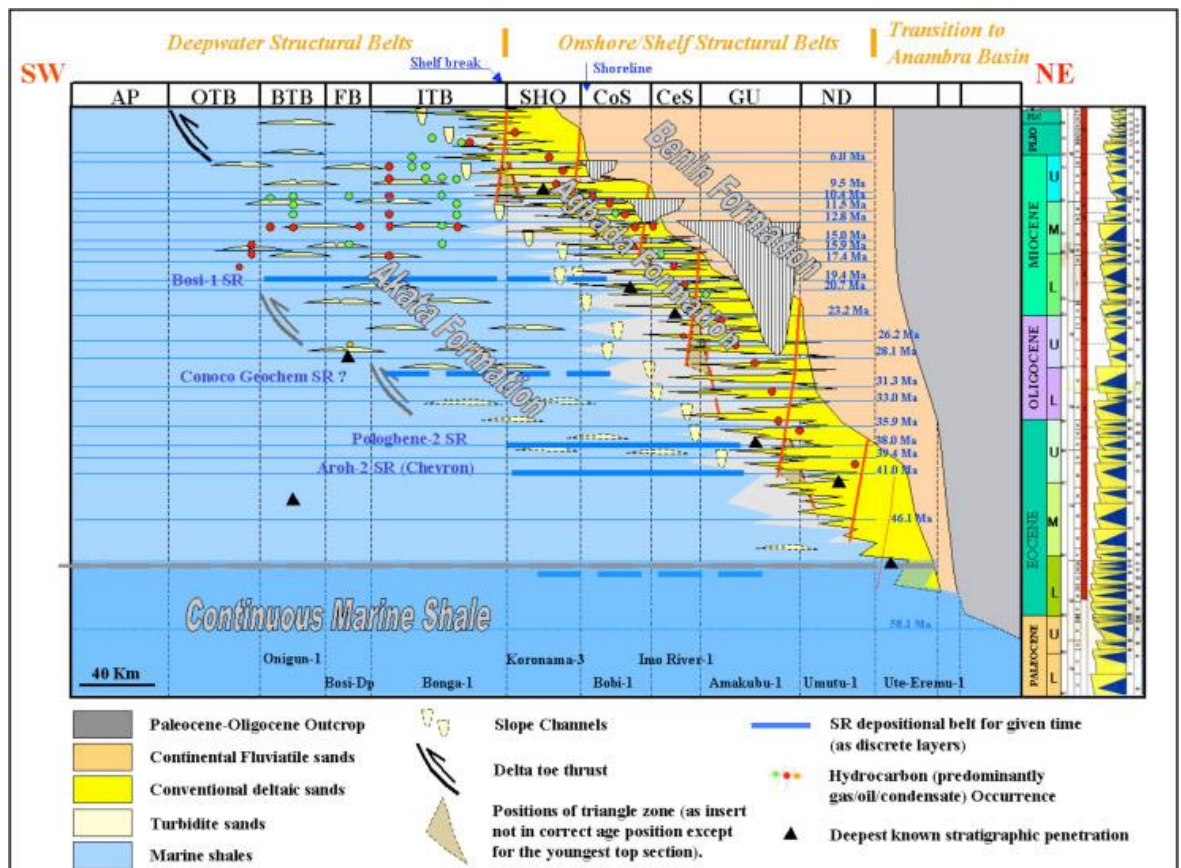 Deepwater Structural Belts
Onshore/Shelf Structural Belts
Transition to
Anambra Basin
SW
Shelf break
Shoreline
NE
AP OTB BTB FB ITB SHO CoS CeS GU ND
PLIO
6.0 Ma
9.5 Ma
10.4 Ma
11.5 Ma
12.8 Ma
15.0 Ma
15.9 Ma
17.4 Ma
19.4 Ma
20.7 Ma
23.2 Ma
26.2 Ma
28.1 Ma
31.3 Ma
33.0 Ma
35.9 Ma
38.0 Ma
39.4 Ma
41.0 Ma
46.1 Ma
58.1 Ma
Benin Formation
Agbada Formation
Akata Formation
Bosi-1 SR
Conoco Geochem SR ?
Pologbene-2 SR
Aroh-2 SR (Chevron)
Continuous Marine Shale
MIOCENE
U
M
L
OLIGOCENE
U
L
EOCENE
U
M
L
PALEOCENE
U
L
Onigun-1 Koronama-3 Imo River-1
40 Km Bosi-Dp Bonga-1 Bobi-1 Amakubu-1 Umutu-1 Ute-Eremu-1
Paleocene-Oligocene Outcrop
Continental Fluviatile sands
Conventional deltaic sands
Turbidite sands
Marine shales
Slope Channels
Delta toe thrust
Positions of triangle zone (as insert
not in correct age position except
for the youngest top section).
SR depositional belt for given time
(as discrete layers)
Hydrocarbon (predominantly
gas/oil/condensate) Occurrence
Deepest known stratigraphic penetration